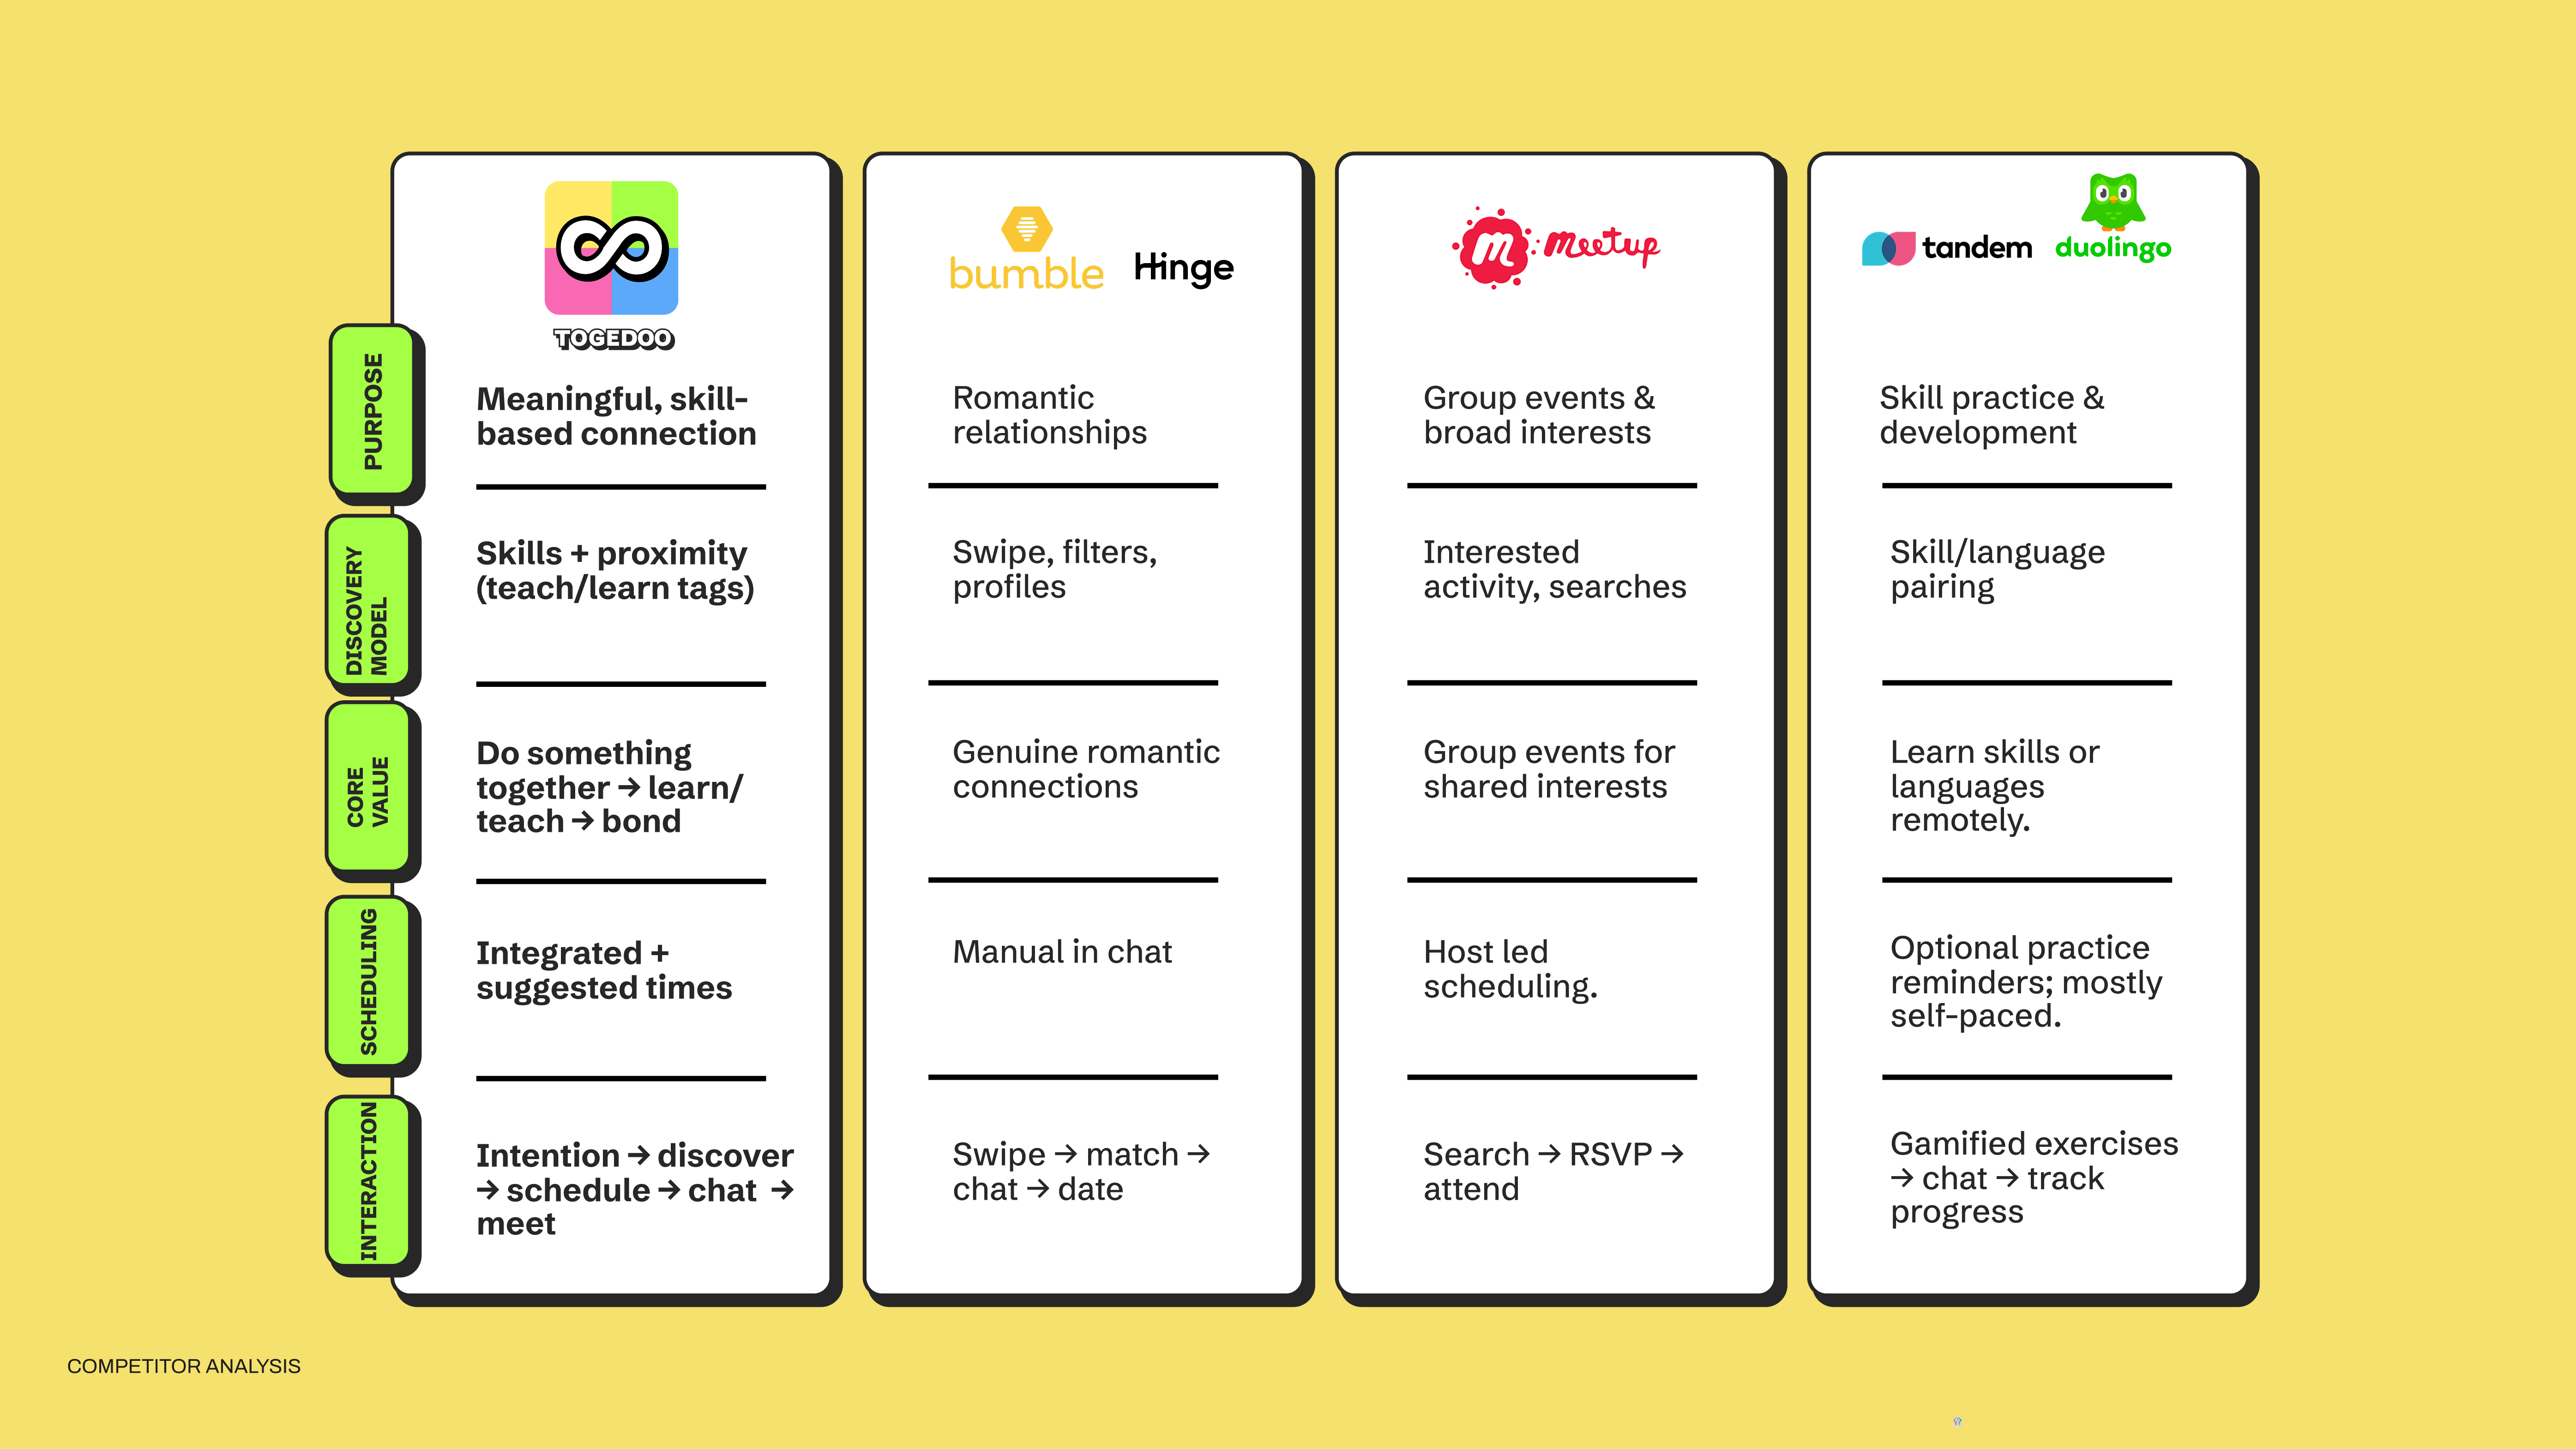 TOGEDOO
bumble
Hinge
m meetup
tandem
duolingo
PURPOSE
Meaningful, skill-
based connection
Romantic
relationships
Group events &
broad interests
Skill practice &
development
DISCOVERY
MODEL
Skills + proximity
(teach/learn tags)
Swipe, filters,
profiles
Interested
activity, searches
Skill/language
pairing
CORE
VALUE
Do something
together → learn/
teach → bond
Genuine romantic
connections
Group events for
shared interests
Learn skills or
languages
remotely.
SCHEDULING
Integrated +
suggested times
Manual in chat
Host led
scheduling.
Optional practice
reminders; mostly
self-paced.
INTERACTION
Intention → discover
→ schedule → chat →
meet
Swipe → match →
chat → date
Search → RSVP →
attend
Gamified exercises
→ chat → track
progress
COMPETITOR ANALYSIS